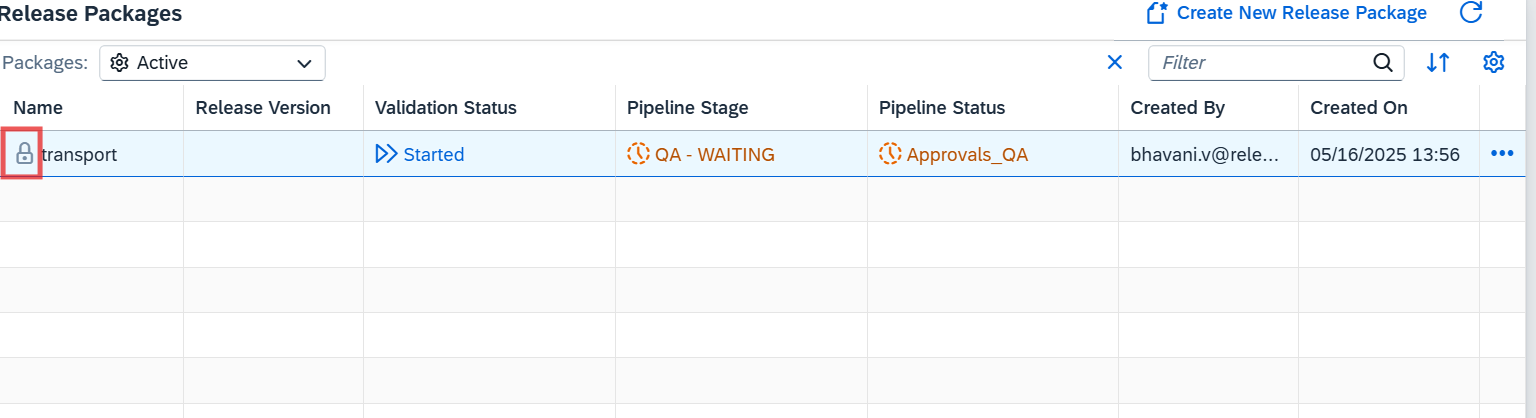 Release Packages
Create New Release Package
Packages: Active
Filter
Name Release Version Validation Status Pipeline Stage Pipeline Status Created By Created On
transport Started QA - WAITING Approvals_QA bhavani.v@rele... 05/16/2025 13:56